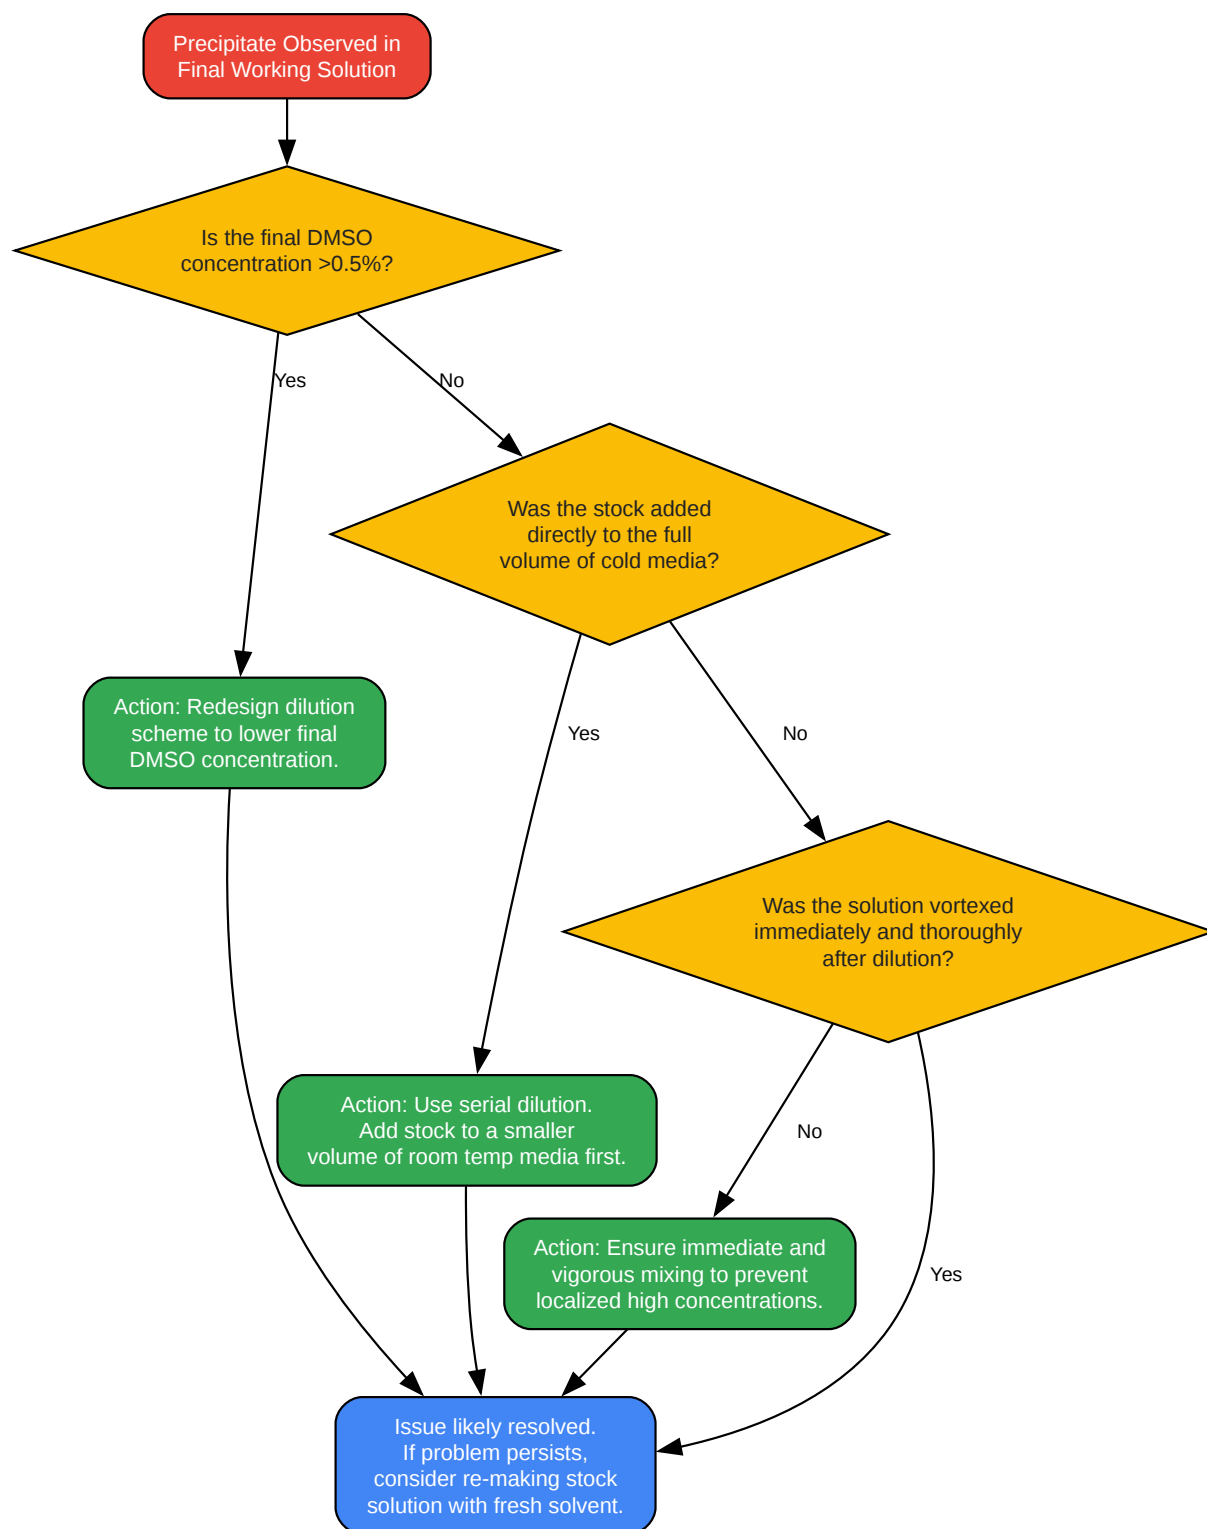 Precipitate Observed in
Final Working Solution
Is the final DMSO
concentration >0.5%?
Yes
No
Was the stock added
directly to the full
volume of cold media?
Action: Redesign dilution
scheme to lower final
DMSO concentration.
Yes
No
Was the solution vortexed
immediately and thoroughly
after dilution?
Action: Use serial dilution.
Add stock to a smaller
volume of room temp media first.
No
Action: Ensure immediate and
vigorous mixing to prevent
localized high concentrations.
Yes
Issue likely resolved.
If problem persists,
consider re-making stock
solution with fresh solvent.